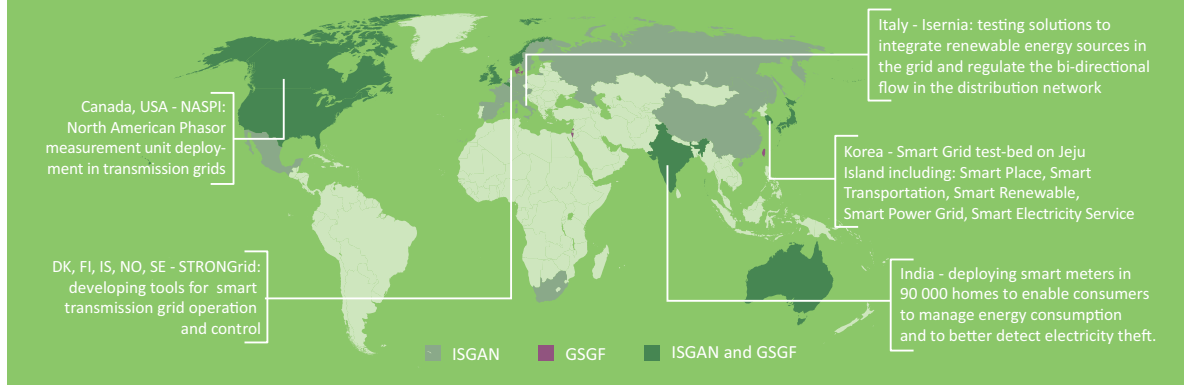 Italy - Isernia: testing solutions to
integrate renewable energy sources in
the grid and regulate the bi-directional
flow in the distribution network
Canada, USA - NASPI:
North American Phasor
measurement unit deploy-
ment in transmission grids
Korea - Smart Grid test-bed on Jeju
Island including: Smart Place, Smart
Transportation, Smart Renewable,
Smart Power Grid, Smart Electricity Service
DK, FI, IS, NO, SE - STRONGrid:
developing tools for smart
transmission grid operation
and control
India - deploying smart meters in
90 000 homes to enable consumers
to manage energy consumption
and to better detect electricity theft.
ISGAN
GSGF
ISGAN and GSGF